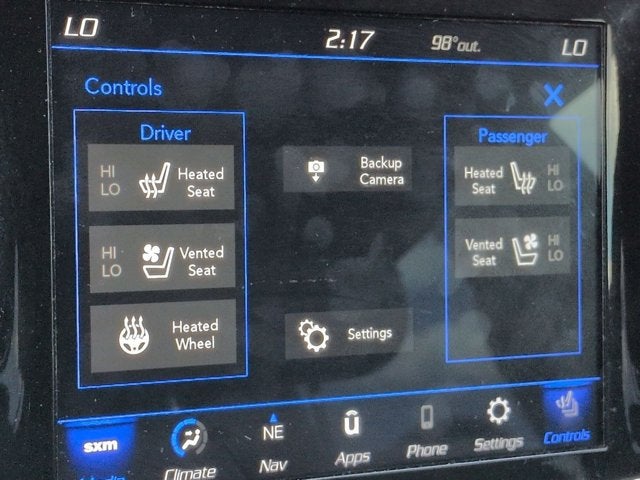 LO 2:17 98°out. LO
Controls X
Driver
HI
LO
Heated
Seat
HI
LO
Vented
Seat
Heated
Wheel
Backup
Camera
Settings
Passenger
Heated
Seat
HI
LO
Vented
Seat
HI
LO
sxm
Media
Climate
NE
Nav
Apps
Phone
Settings
Controls